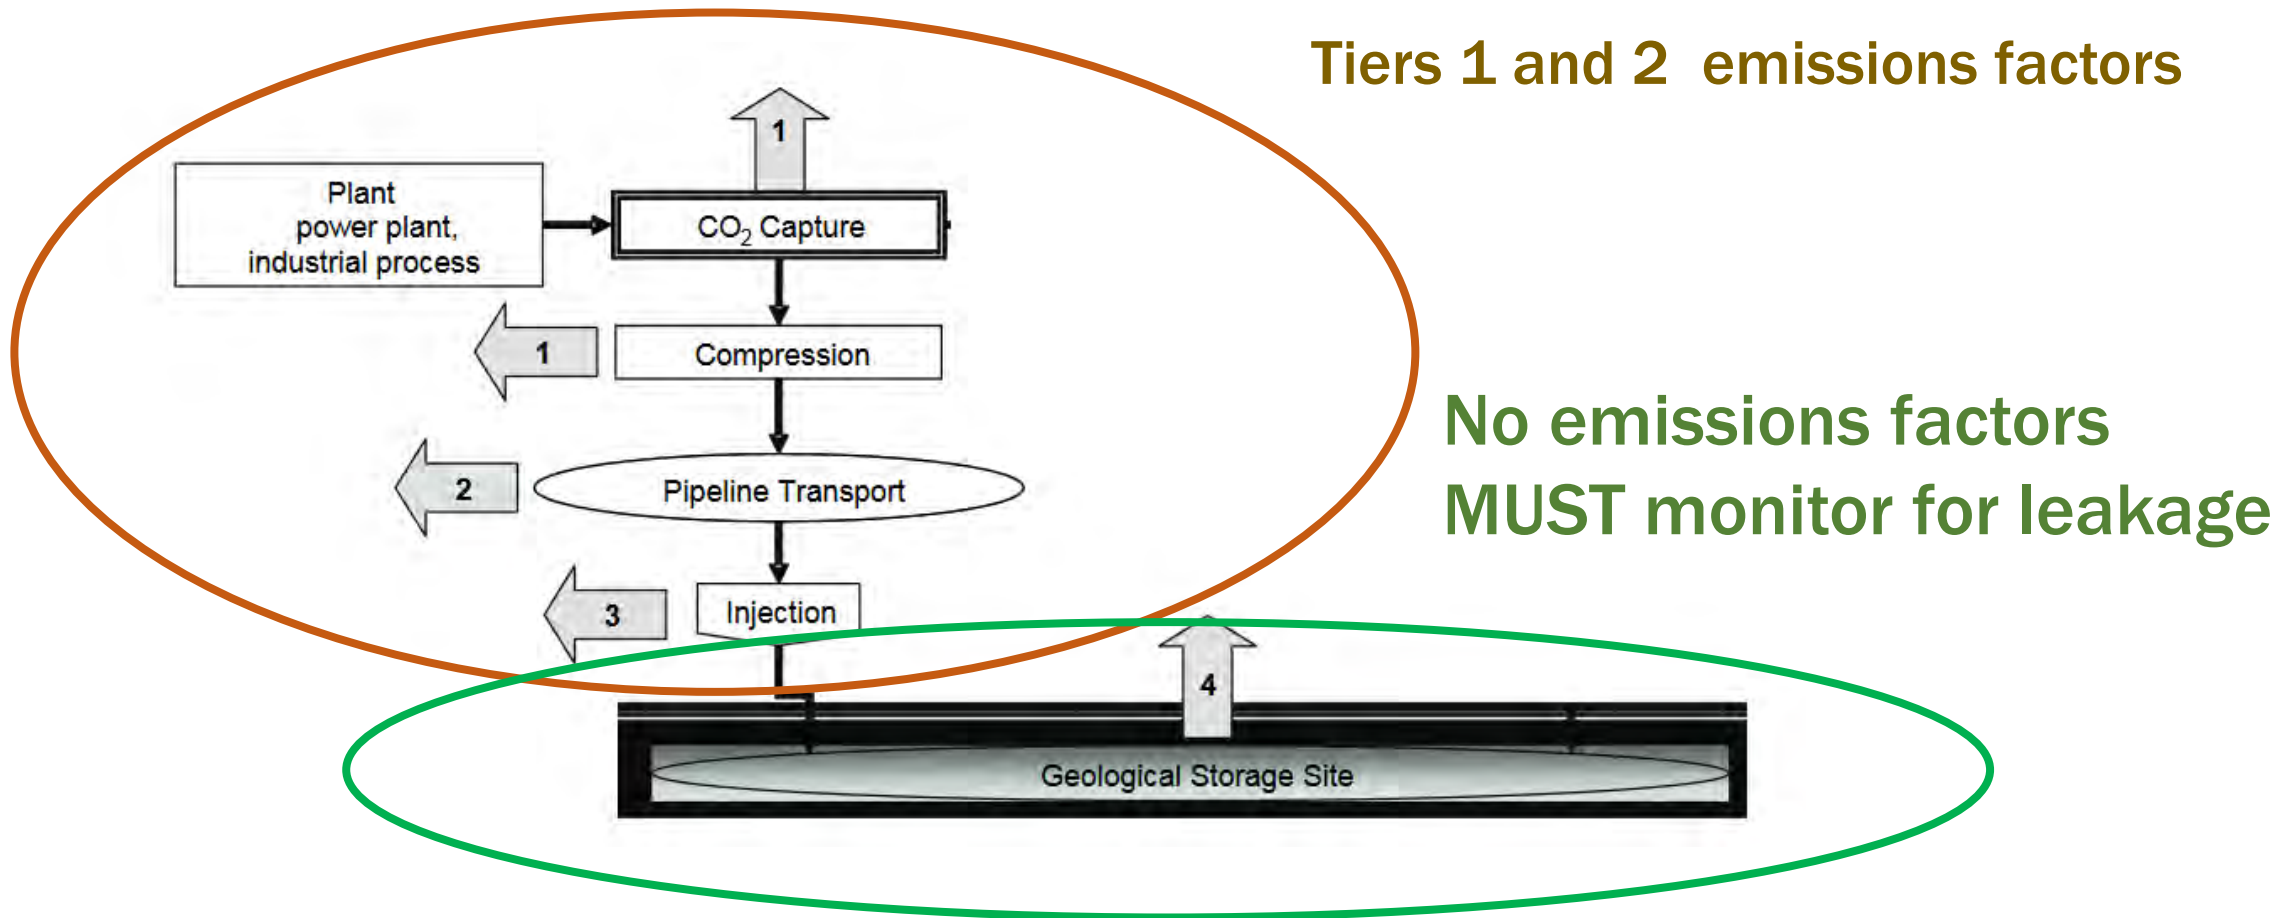 Tiers 1 and 2 emissions factors
1
Plant
power plant,
industrial process
CO₂ Capture
1
Compression
No emissions factors
MUST monitor for leakage
2
Pipeline Transport
3
Injection
4
Geological Storage Site